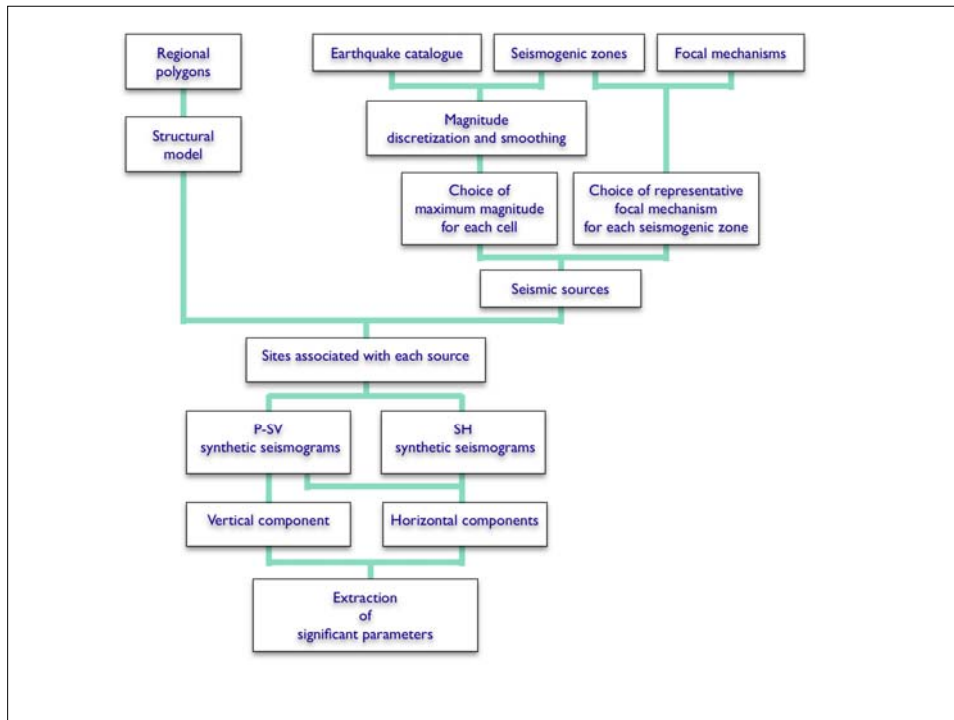 Regional
polygons
Earthquake catalogue
Seismogenic zones
Focal mechanisms
Structural
model
Magnitude
discretization and smoothing
Choice of
maximum magnitude
for each cell
Choice of representative
focal mechanism
for each seismogenic zone
Seismic sources
Sites associated with each source
P-SV
synthetic seismograms
SH
synthetic seismograms
Vertical component
Horizontal components
Extraction
of
significant parameters